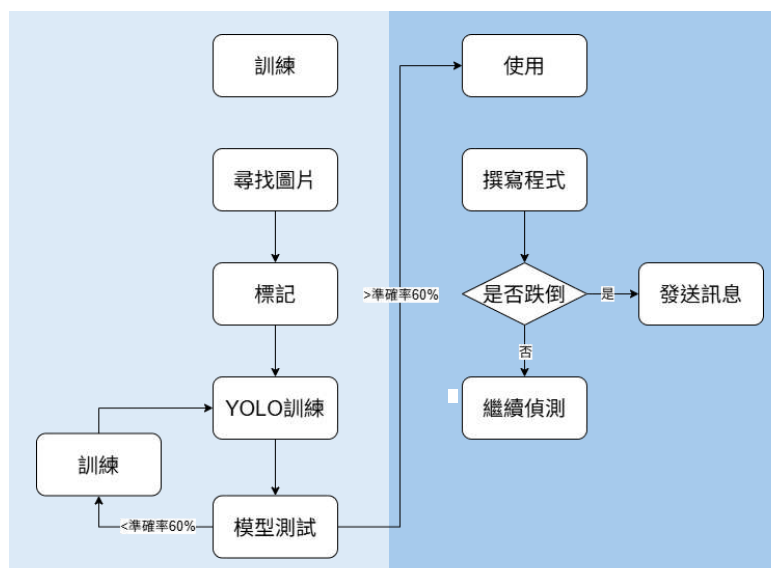 訓練
尋找圖片
標記
YOLO訓練
訓練
<準確率60%
模型測試
>準確率60%
使用
撰寫程式
是否跌倒
是
發送訊息
否
繼續偵測